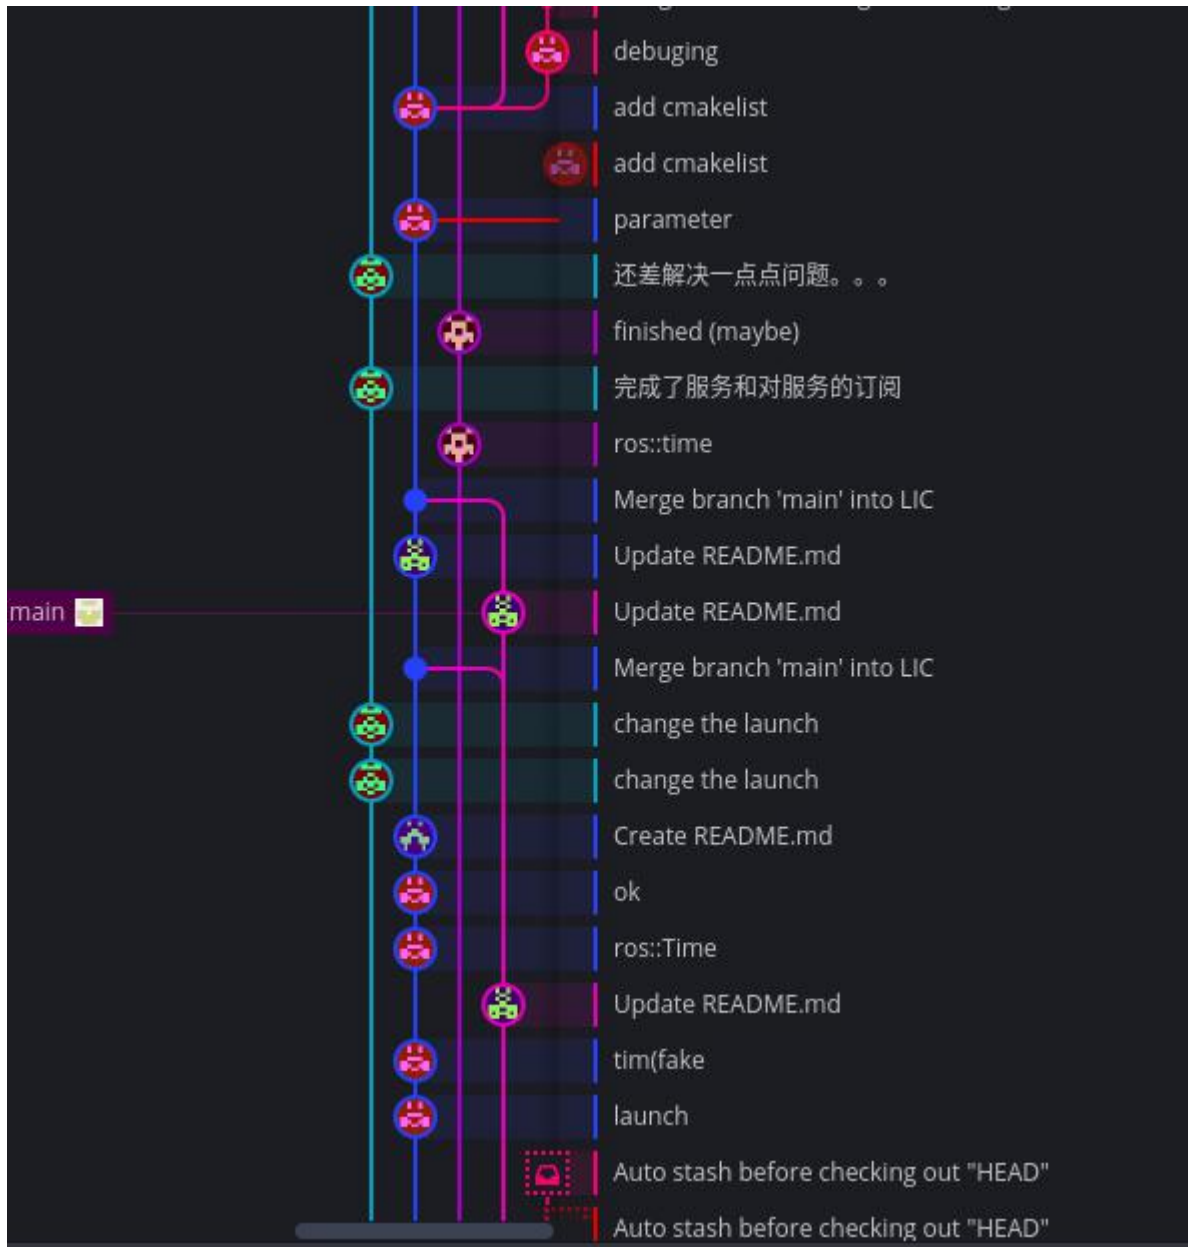 debuging
add cmakelist
add cmakelist
parameter
还差解决一点点问题。。。
finished (maybe)
完成了服务和对服务的订阅
ros::time
Merge branch 'main' into LIC
Update README.md
main
Update README.md
Merge branch 'main' into LIC
change the launch
change the launch
Create README.md
ok
ros::Time
Update README.md
tim(fake
launch
Auto stash before checking out "HEAD"
Auto stash before checking out "HEAD"